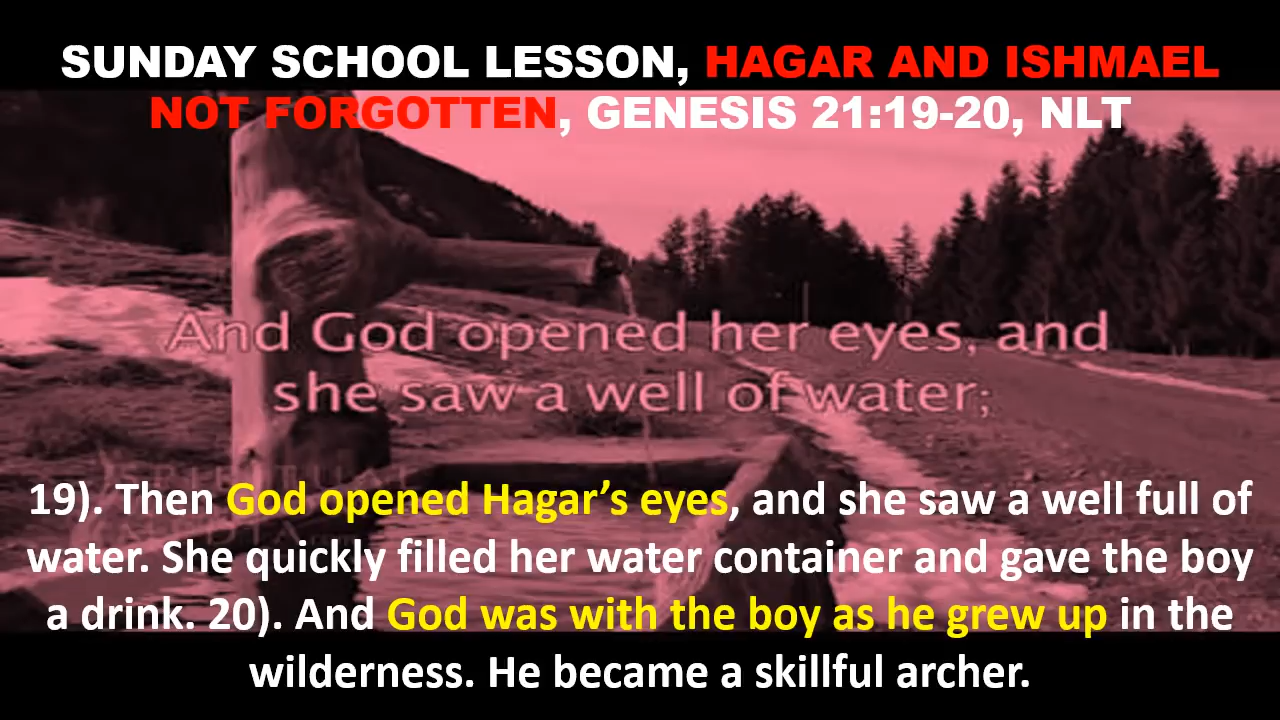 SUNDAY SCHOOL LESSON, HAGAR AND ISHMAEL
NOT FORGOTTEN, GENESIS 21:19-20, NLT
And God opened her eyes, and
she saw a well of water;
SPIRITUAL
19). Then God opened Hagar’s eyes, and she saw a well full of
water. She quickly filled her water container and gave the boy
a drink. 20). And God was with the boy as he grew up in the
wilderness. He became a skillful archer.